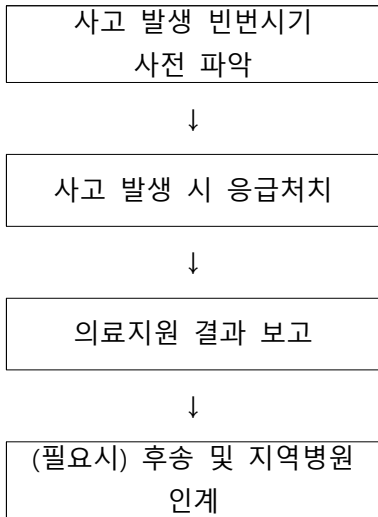 사고 발생 빈번시기
사전 파악
↓
사고 발생 시 응급처치
↓
의료지원 결과 보고
↓
(필요시) 후송 및 지역병원
인계